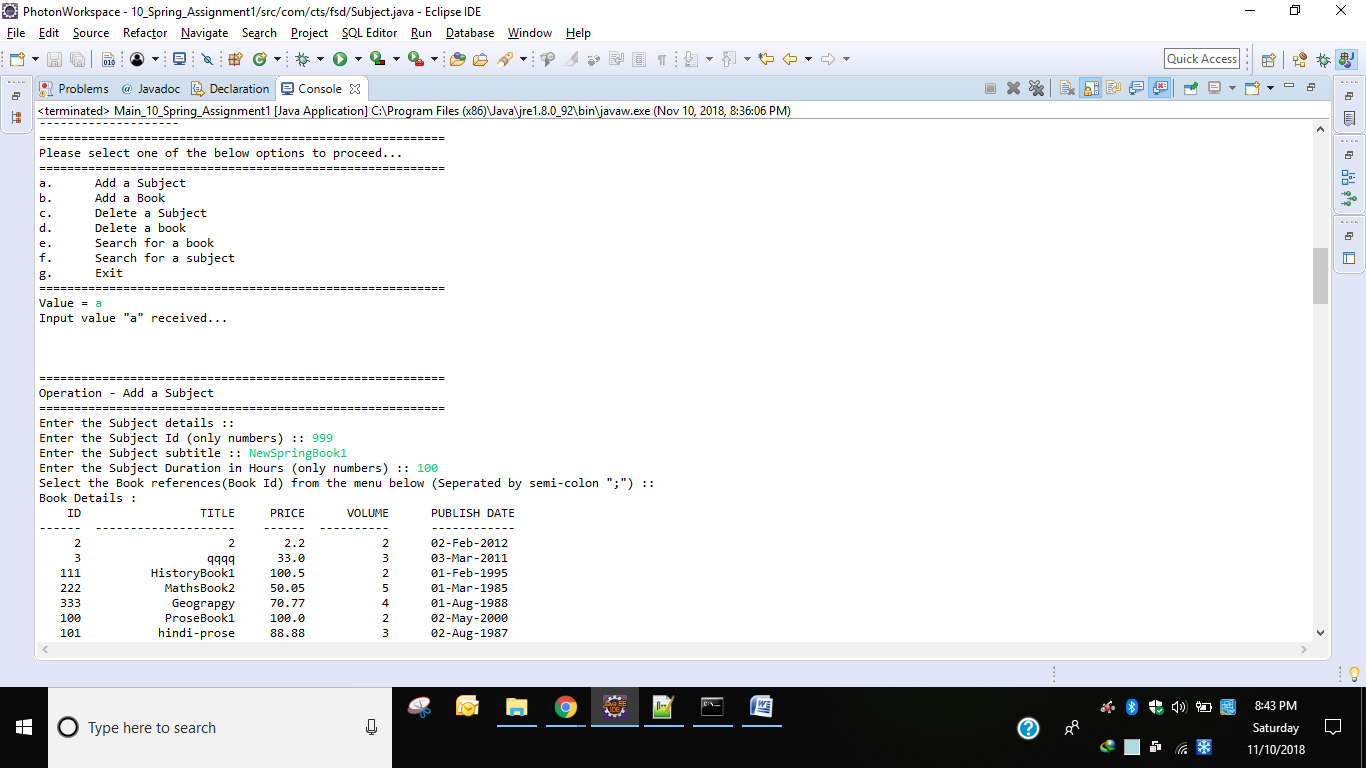 PhotonWorkspace - 10_Spring_Assignment1/src/com/cts/fsd/Subject.java - Eclipse IDE
File Edit Source Refactor Navigate Search Project SQL Editor Run Database Window Help
Quick Access
Problems @ Javadoc Declaration Console
<terminated> Main_10_Spring_Assignment1 [Java Application] C:\Program Files (x86)\Java\jre1.8.0_92\bin\javaw.exe (Nov 10, 2018, 8:36:06 PM)
--------------------
==========================================================
Please select one of the below options to proceed...
==========================================================
a. Add a Subject
b. Add a Book
c. Delete a Subject
d. Delete a book
e. Search for a book
f. Search for a subject
g. Exit
==========================================================
Value = a
Input value "a" received...
==========================================================
Operation - Add a Subject
==========================================================
Enter the Subject details ::
Enter the Subject Id (only numbers) :: 999
Enter the Subject subtitle :: NewSpringBook1
Enter the Subject Duration in Hours (only numbers) :: 100
Select the Book references(Book Id) from the menu below (Seperated by semi-colon ";") ::
Book Details :
ID TITLE PRICE VOLUME PUBLISH DATE
------ -------------------- ------ ---------- ------------
2 2 2.2 2 02-Feb-2012
3 qqqq 33.0 3 03-Mar-2011
111 HistoryBook1 100.5 2 01-Feb-1995
222 MathsBook2 50.05 5 01-Mar-1985
333 Geograpgy 70.77 4 01-Aug-1988
100 ProseBook1 100.0 2 02-May-2000
101 hindi-prose 88.88 3 02-Aug-1987
Type here to search
8:43 PM
Saturday
11/10/2018